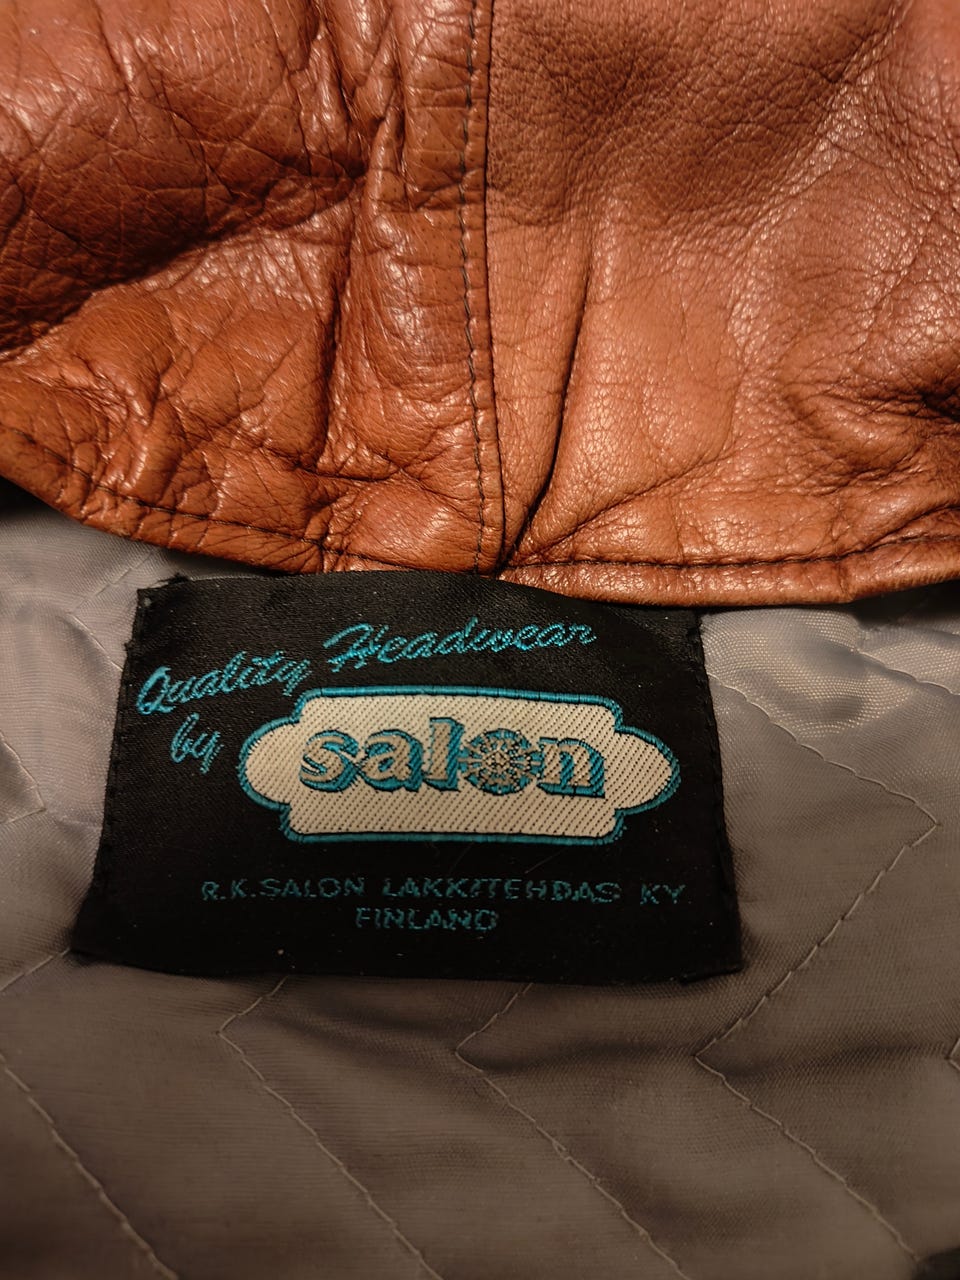 Quality Headwear
by salon
R.K.SALON LAKKITEHDAS KY
FINLAND